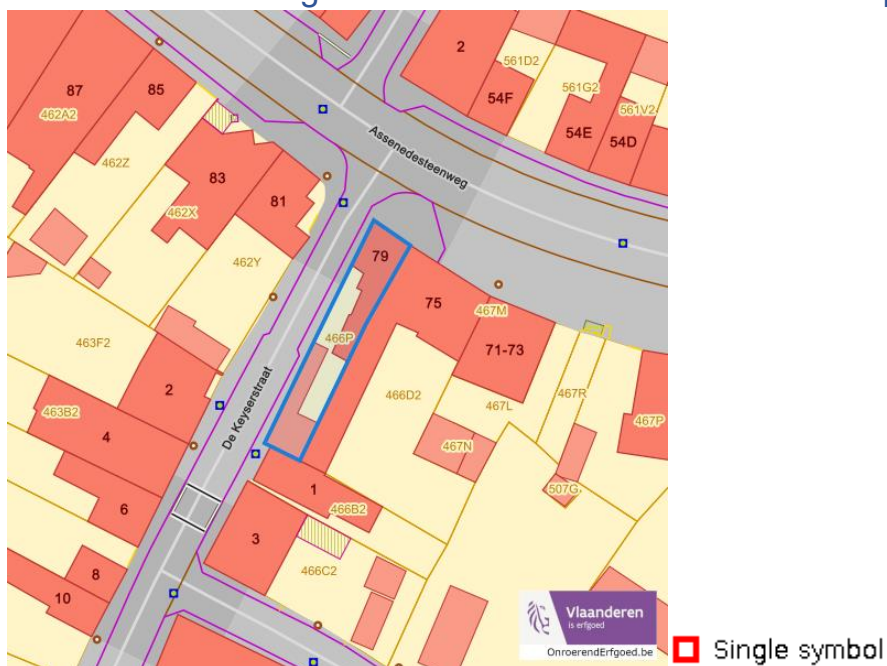 2
561D2
87
85
561G2
561V2
54F
462A2
54E
54D
Assenedesteenweg
462Z
83
81
462X
79
462Y
467M
75
466P
463F2
71-73
De Keyserstraat
2
466D2
467R
467L
463B2
467P
4
467N
1
507G
6
466B2
3
8
466C2
10
Vlaanderen
is erfgoed
OnroerendErfgoed.be
Single symbol